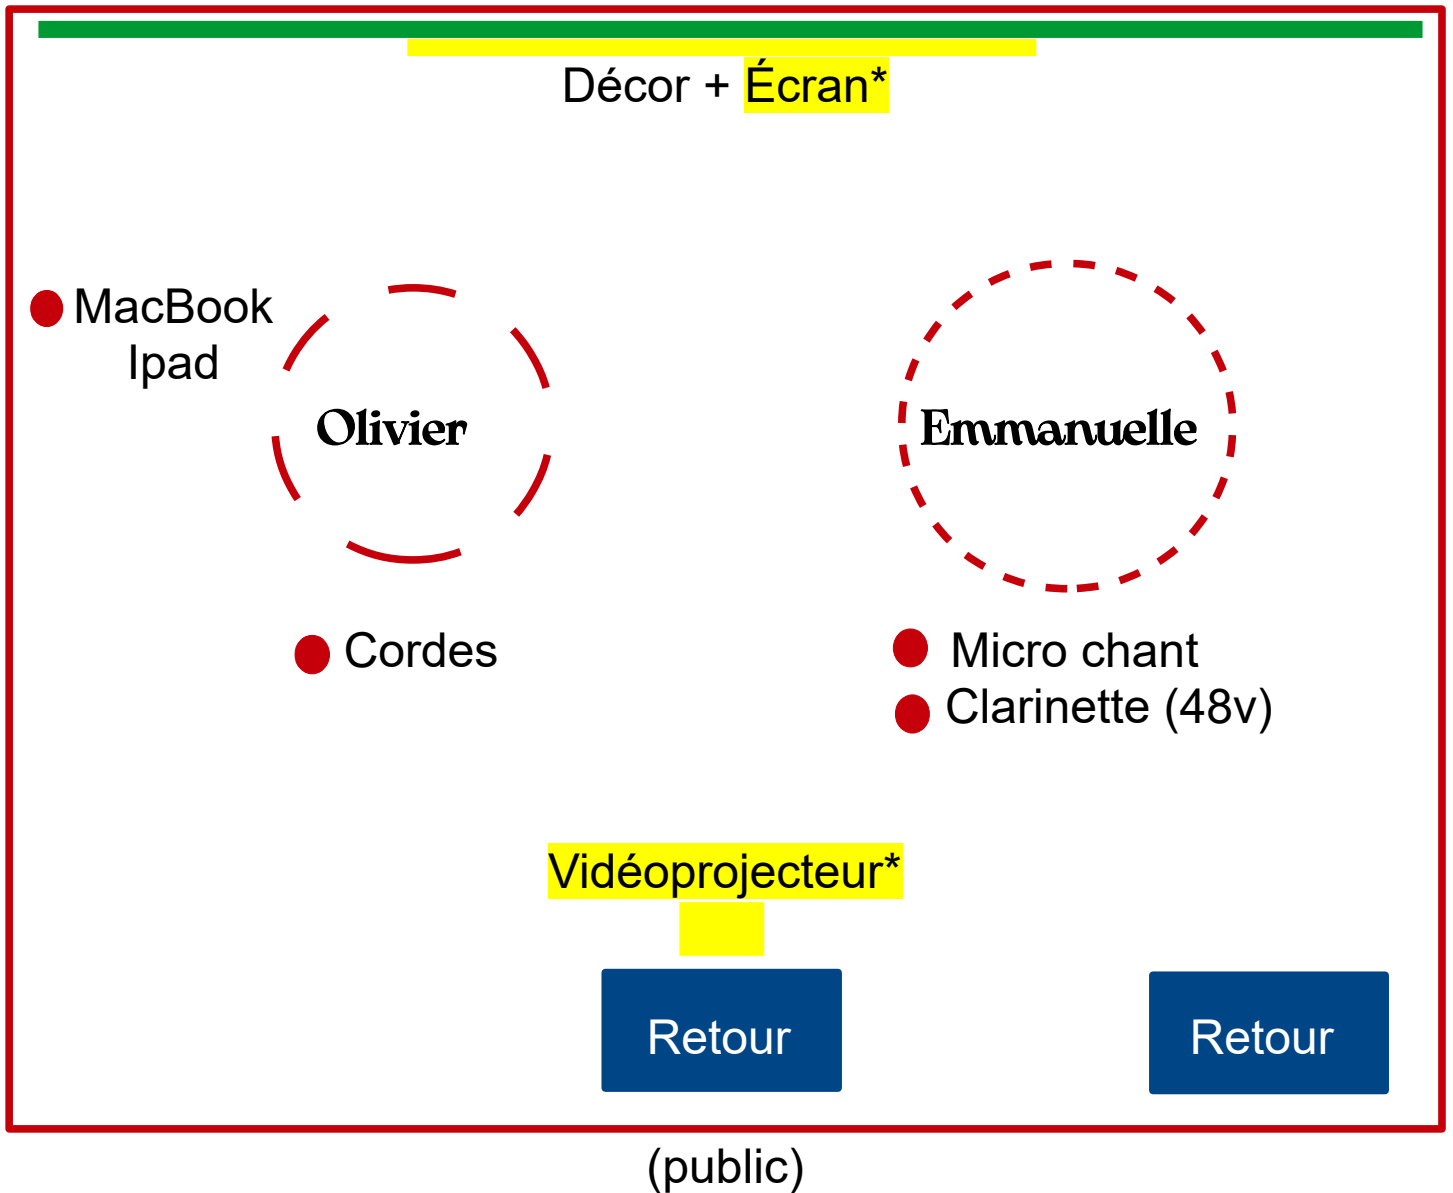 Décor + Écran*
MacBook
Ipad
Olivier
Emmanuelle
Cordes
Micro chant
Clarinette (48v)
Vidéoprojecteur*
Retour
Retour
(public)